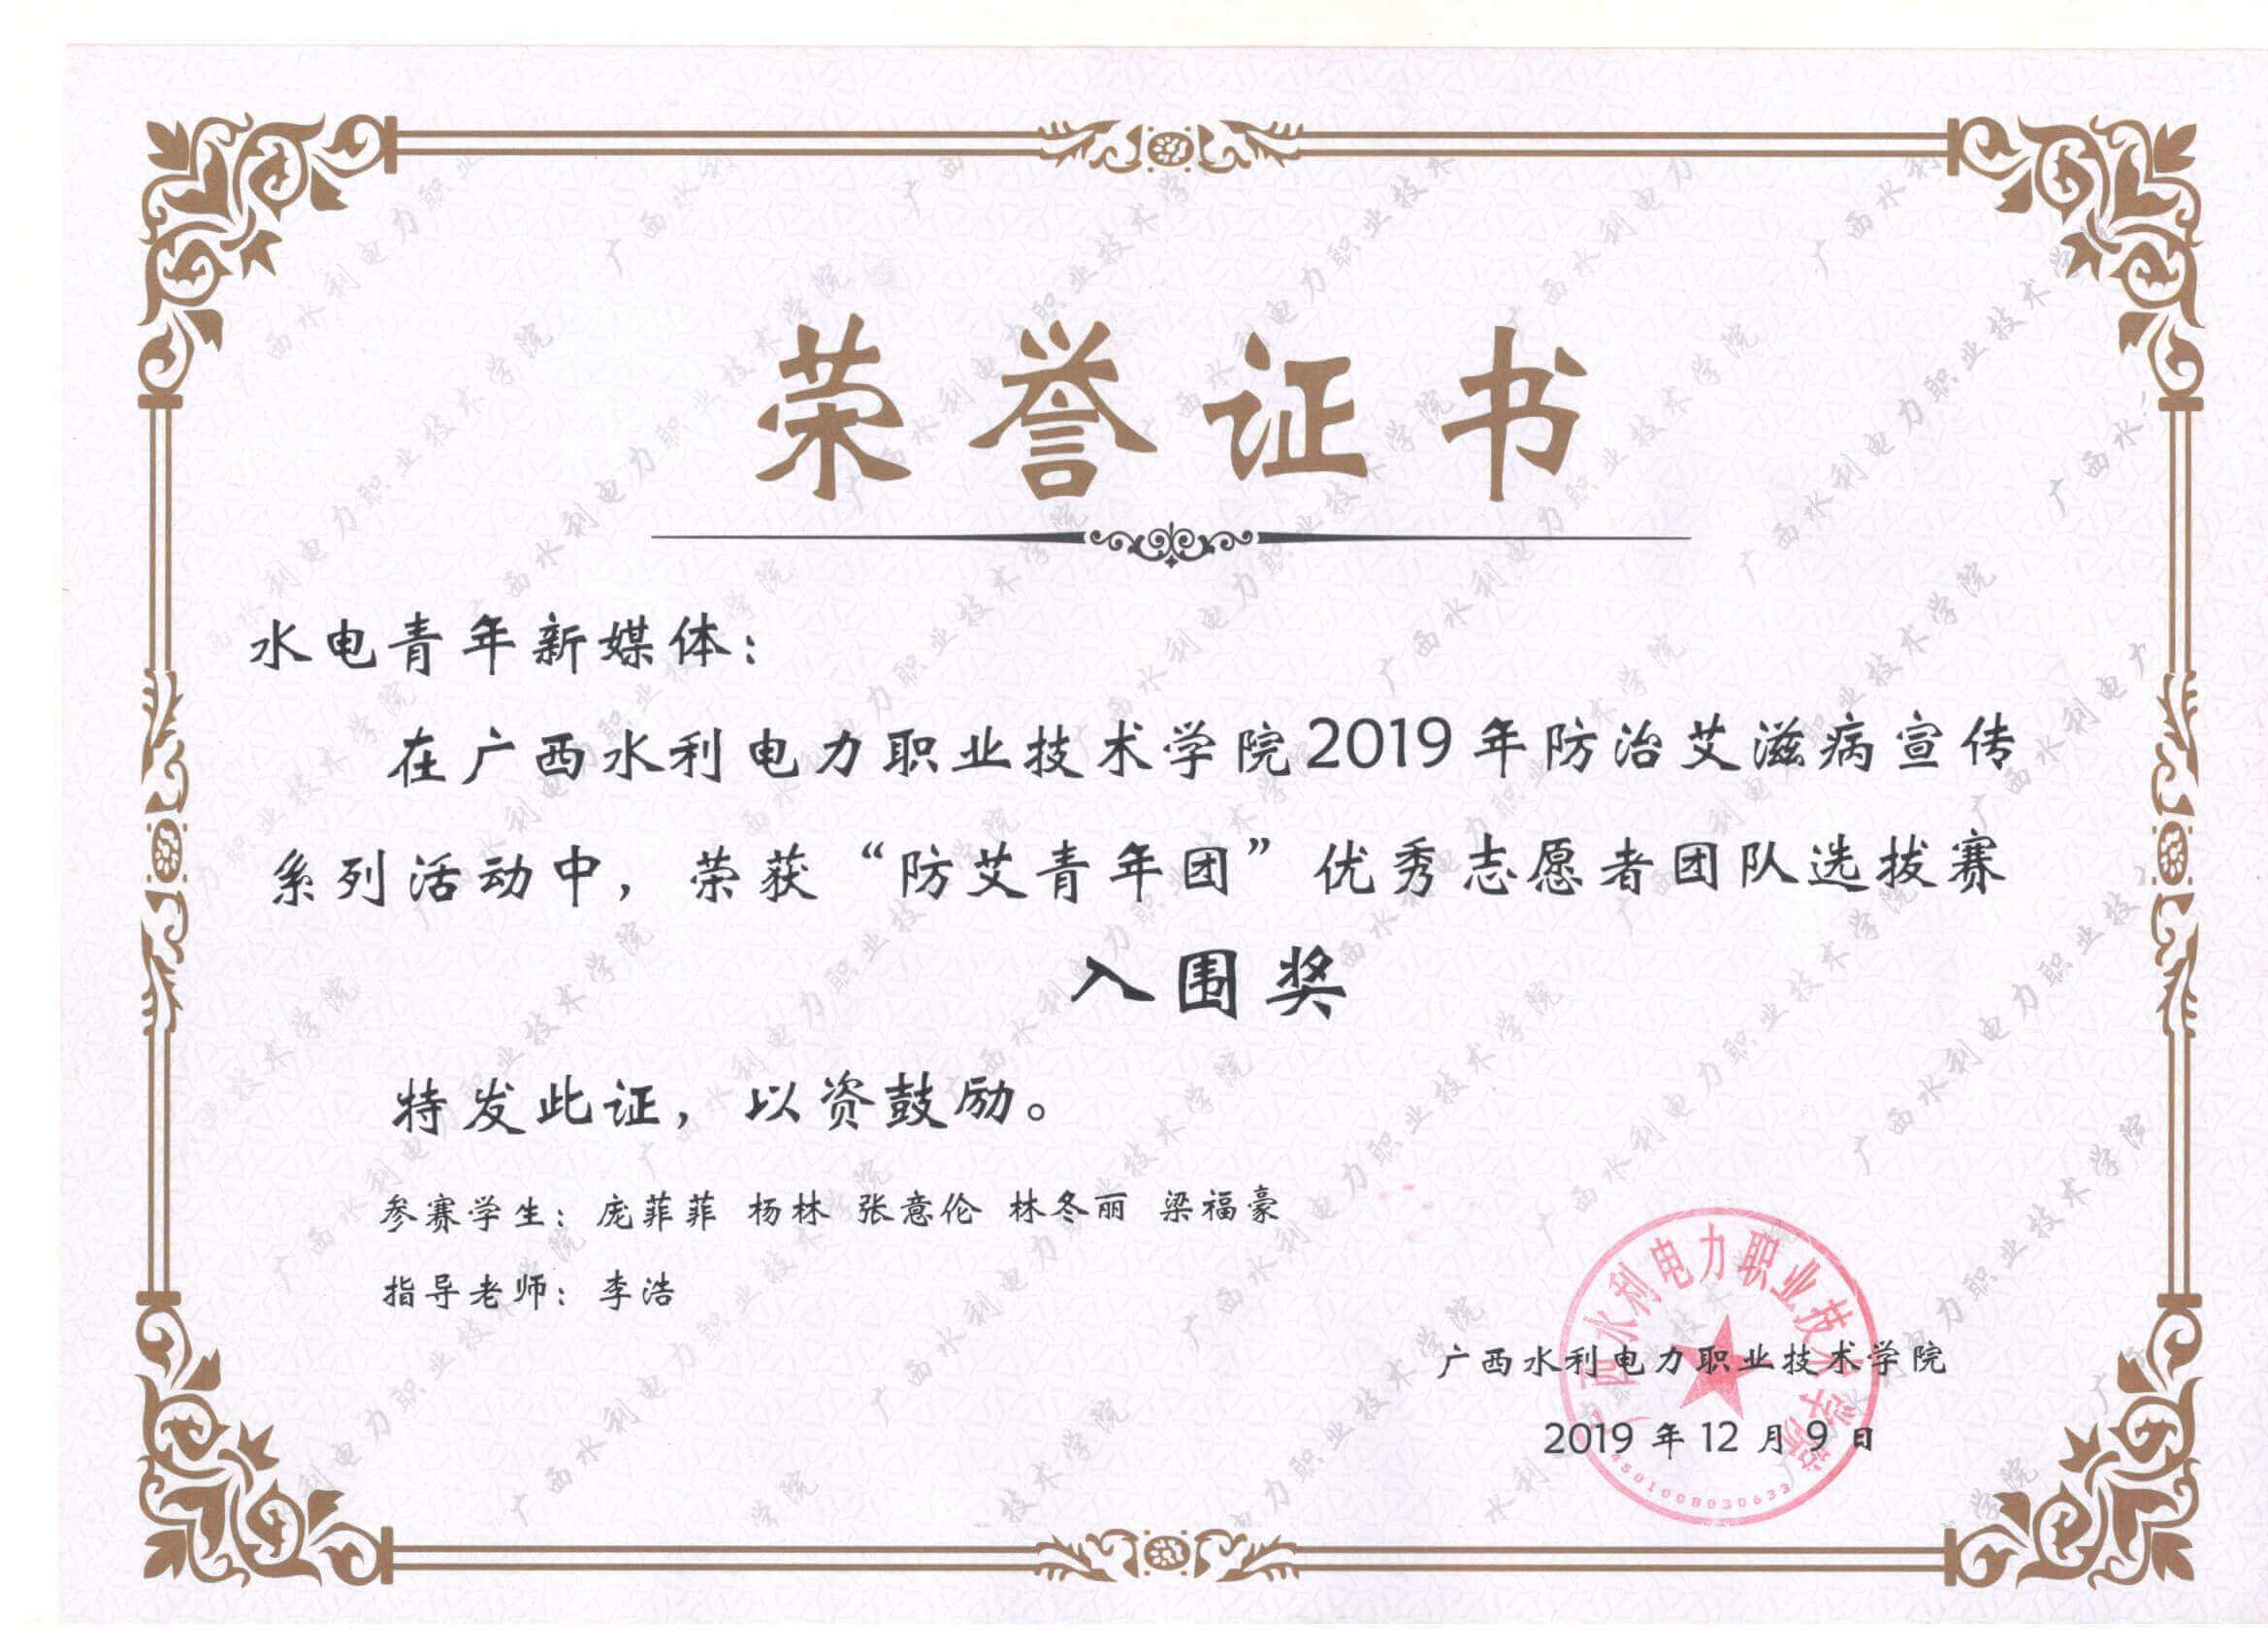 荣誉证书
水电青年新媒体：
在广西水利电力职业技术学院2019年防治艾滋病宣传
系列活动中，荣获“防艾青年团”优秀志愿者团队选拔赛
入围奖
特发此证，以资鼓励。
参赛学生：庞菲菲 杨林 张意伦 林冬丽 梁福豪
指导老师：李浩
广西水利电力职业技术学院
2019年12月9日
广西水利电力职业技术学院
4501008030633